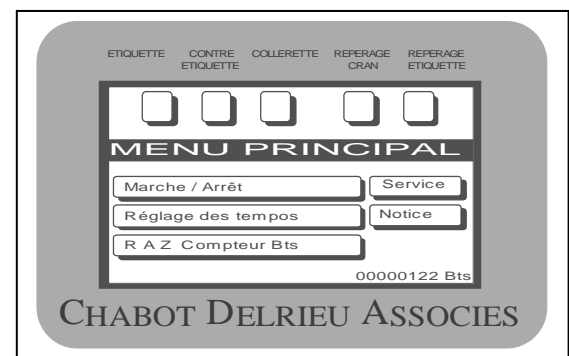 ETIQUETTE CONTRE ETIQUETTE COLLERETTE REPERAGE CRAN REPERAGE ETIQUETTE
MENU PRINCIPAL
Marche / Arrêt Service
Réglage des tempos Notice
R A Z Compteur Bts
00000122 Bts
CHABOT DELRIEU ASSOCIES